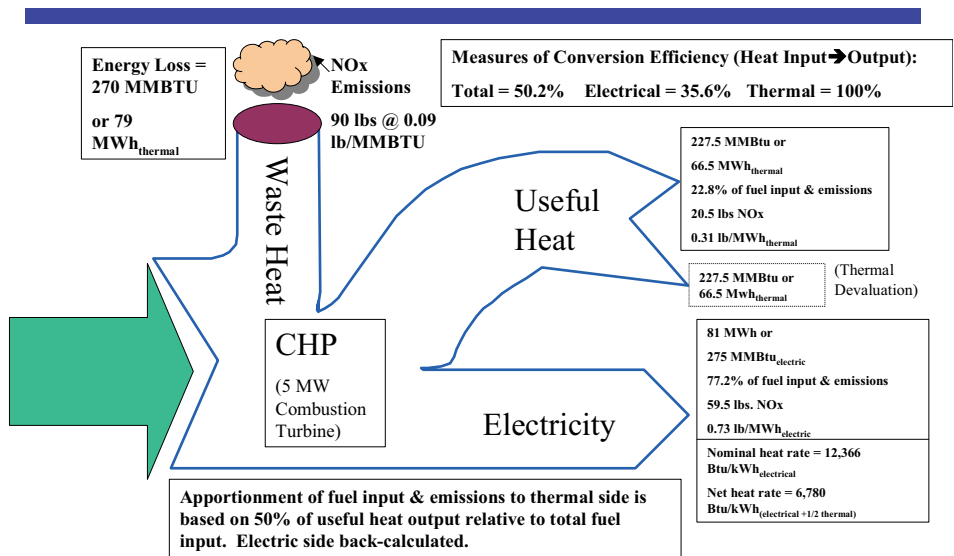 Energy Loss =
270 MMBTU
or 79
MWhthermal
NOx
Emissions
90 lbs @ 0.09
lb/MMBTU
Measures of Conversion Efficiency (Heat Input➔Output):
Total = 50.2% Electrical = 35.6% Thermal = 100%
Waste Heat
Useful
Heat
227.5 MMBtu or
66.5 MWhthermal
22.8% of fuel input & emissions
20.5 lbs NOx
0.31 lb/MWhthermal
227.5 MMBtu or
66.5 Mwhthermal
(Thermal
Devaluation)
CHP
(5 MW
Combustion
Turbine)
Electricity
81 MWh or
275 MMBtuelectric
77.2% of fuel input & emissions
59.5 lbs. NOx
0.73 lb/MWhelectric
Nominal heat rate = 12,366
Btu/kWhelectrical
Net heat rate = 6,780
Btu/kWh(electrical +1/2 thermal)
Apportionment of fuel input & emissions to thermal side is
based on 50% of useful heat output relative to total fuel
input. Electric side back-calculated.